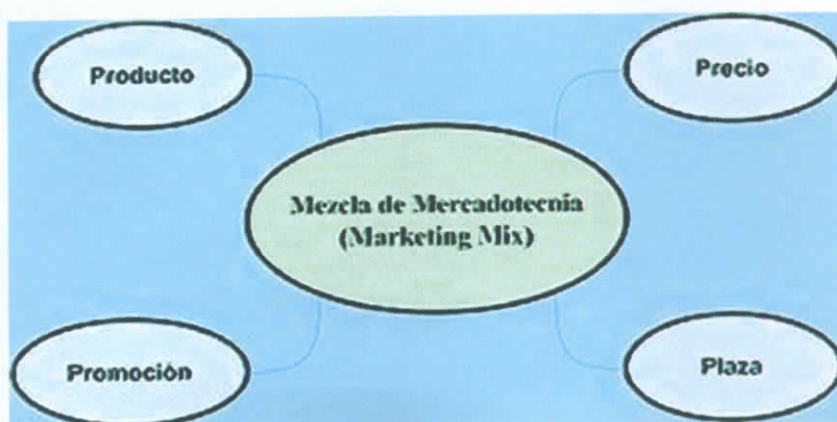 Producto
Precio
Mezcla de Mercadotecnia
(Marketing Mix)
Promoción
Plaza